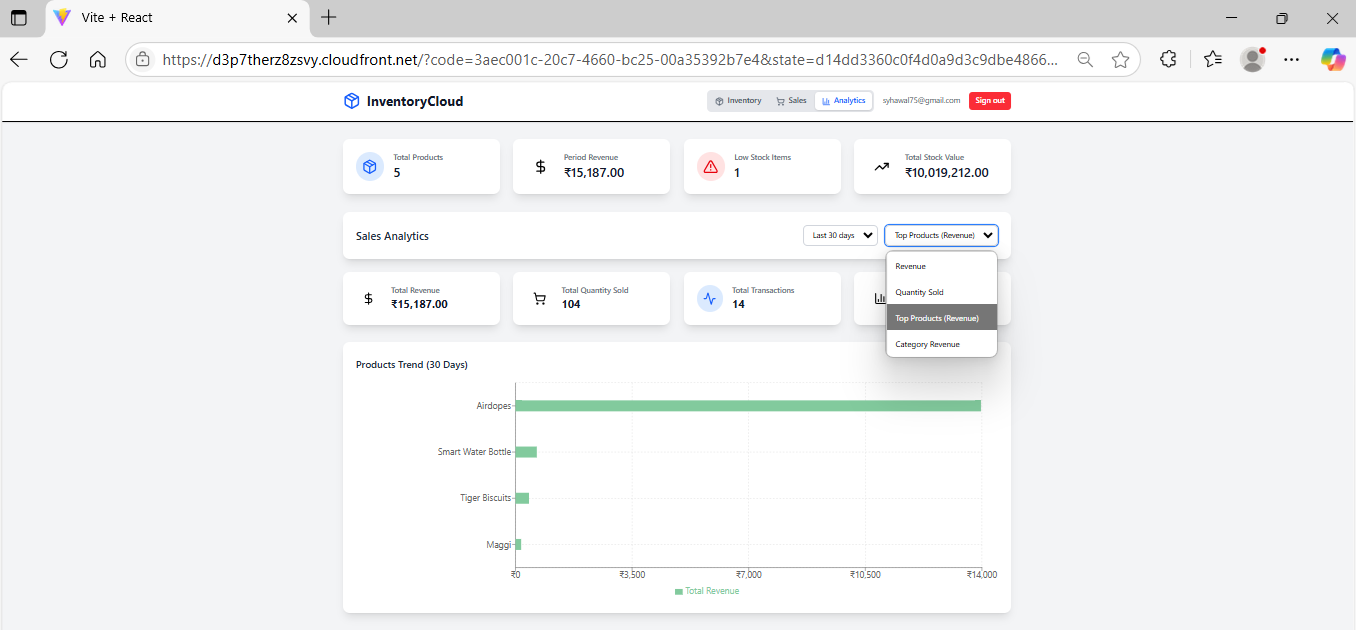 Vite + React
https://d3p7therz8zsvy.cloudfront.net/?code=3aec001c-20c7-4660-bc25-00a35392b7e4&state=d14dd3360c0f4d0a9d3c9dbe4866...
InventoryCloud
Inventory Sales Analytics syhawal75@gmail.com Sign out
Total Products
5
Period Revenue
₹15,187.00
Low Stock Items
1
Total Stock Value
₹10,019,212.00
Sales Analytics
Last 30 days
Top Products (Revenue)
Revenue
Quantity Sold
Top Products (Revenue)
Category Revenue
Total Revenue
₹15,187.00
Total Quantity Sold
104
Total Transactions
14
Products Trend (30 Days)
Airdopes
Smart Water Bottle
Tiger Biscuits
Maggi
₹0 ₹3,500 ₹7,000 ₹10,500 ₹14,000
Total Revenue